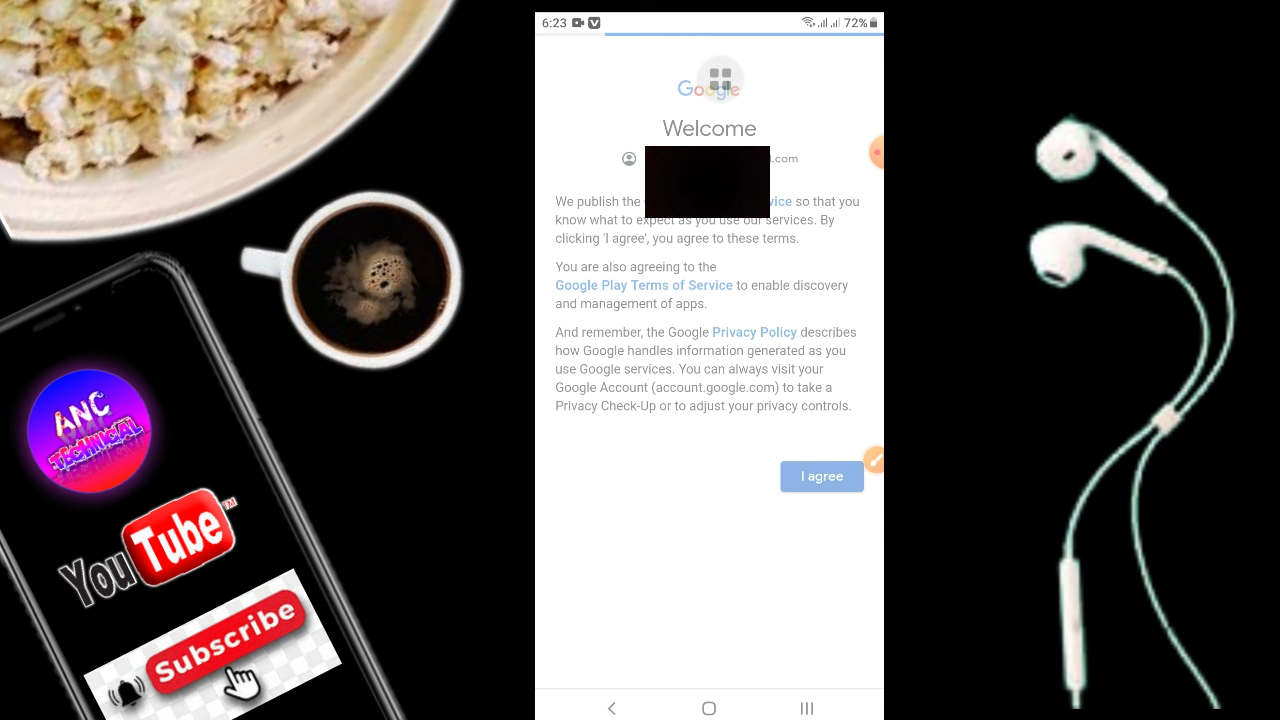 6:23
72%
Google
Welcome
.com
We publish the vice so that you
know what to expect as you use our services. By
clicking 'I agree', you agree to these terms.
You are also agreeing to the
Google Play Terms of Service to enable discovery
and management of apps.
And remember, the Google Privacy Policy describes
how Google handles information generated as you
use Google services. You can always visit your
Google Account (account.google.com) to take a
Privacy Check-Up or to adjust your privacy controls.
I agree
ANC
TECHNICAL
YouTube™
Subscribe